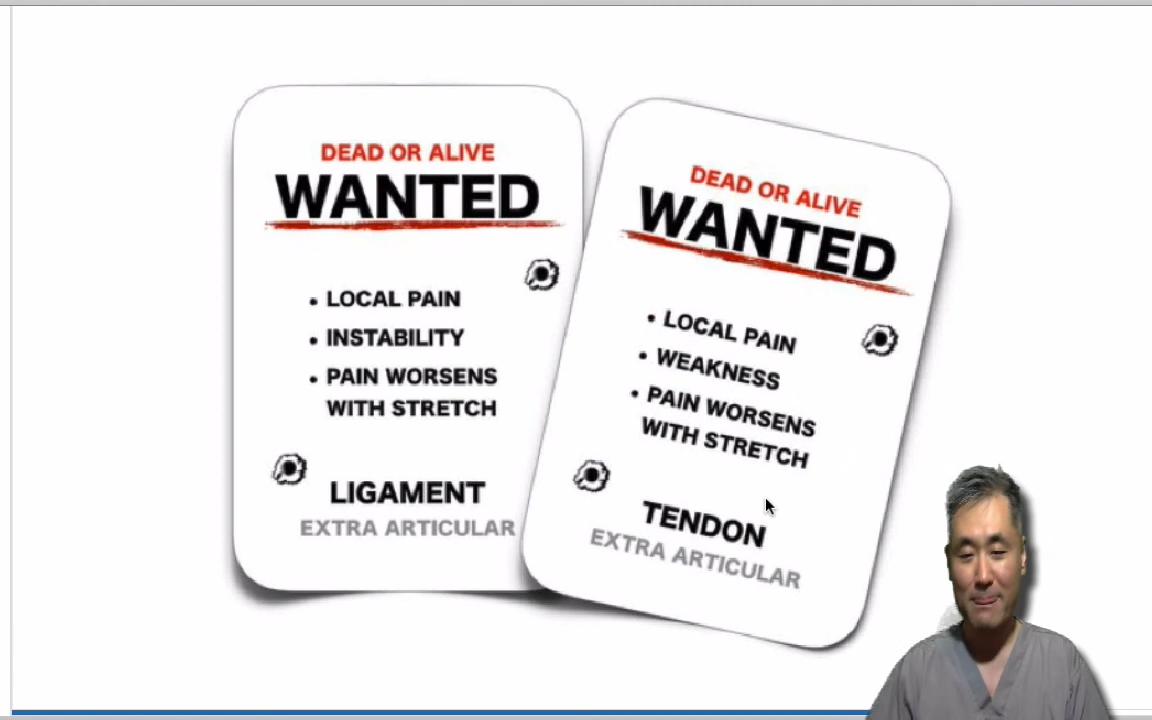 DEAD OR ALIVE
WANTED
• LOCAL PAIN
• INSTABILITY
• PAIN WORSENS
WITH STRETCH
LIGAMENT
EXTRA ARTICULAR
DEAD OR ALIVE
WANTED
• LOCAL PAIN
• WEAKNESS
• PAIN WORSENS
WITH STRETCH
TENDON
EXTRA ARTICULAR